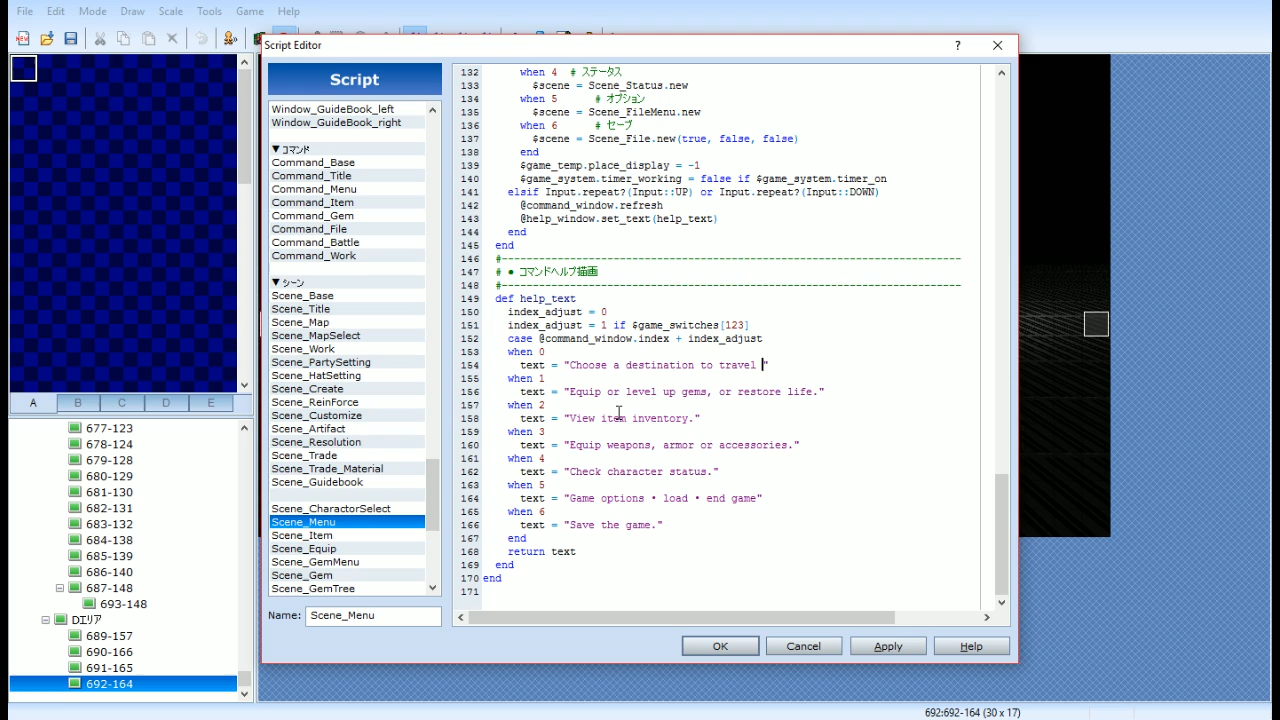 File Edit Mode Draw Scale Tools Game Help
Script Editor
Script
Window_GuideBook_left
Window_GuideBook_right
▼コマンド
Command_Base
Command_Title
Command_Menu
Command_Item
Command_Gem
Command_File
Command_Battle
Command_Work
▼シーン
Scene_Base
Scene_Title
Scene_Map
Scene_MapSelect
Scene_Work
Scene_PartySetting
Scene_HatSetting
Scene_Create
Scene_ReinForce
Scene_Customize
Scene_Artifact
Scene_Resolution
Scene_Trade
Scene_Trade_Material
Scene_Guidebook
Scene_CharactorSelect
Scene_Menu
Scene_Item
Scene_Equip
Scene_GemMenu
Scene_Gem
Scene_GemTree
Name: Scene_Menu
132 when 4 # ステータス
133 $scene = Scene_Status.new
134 when 5 # オプション
135 $scene = Scene_FileMenu.new
136 when 6 # セーブ
137 $scene = Scene_File.new(true, false, false)
138 end
139 $game_temp.place_display = -1
140 $game_system.timer_working = false if $game_system.timer_on
141 elsif Input.repeat?(Input::UP) or Input.repeat?(Input::DOWN)
142 @command_window.refresh
143 @help_window.set_text(help_text)
144 end
145 end
146 #--------------------------------------------------------------------------
147 # ● コマンドヘルプ描画
148 #--------------------------------------------------------------------------
149 def help_text
150 index_adjust = 0
151 index_adjust = 1 if $game_switches[123]
152 case @command_window.index + index_adjust
153 when 0
154 text = "Choose a destination to travel "
155 when 1
156 text = "Equip or level up gems, or restore life."
157 when 2
158 text = "View item inventory."
159 when 3
160 text = "Equip weapons, armor or accessories."
161 when 4
162 text = "Check character status."
163 when 5
164 text = "Game options・load・end game"
165 when 6
166 text = "Save the game."
167 end
168 return text
169 end
170 end
171
OK Cancel Apply Help
A B C D E
677-123
678-124
679-128
680-129
681-130
682-131
683-132
684-138
685-139
686-140
687-148
693-148
Dエリア
689-157
690-166
691-165
692-164
692:692-164 (30 x 17)